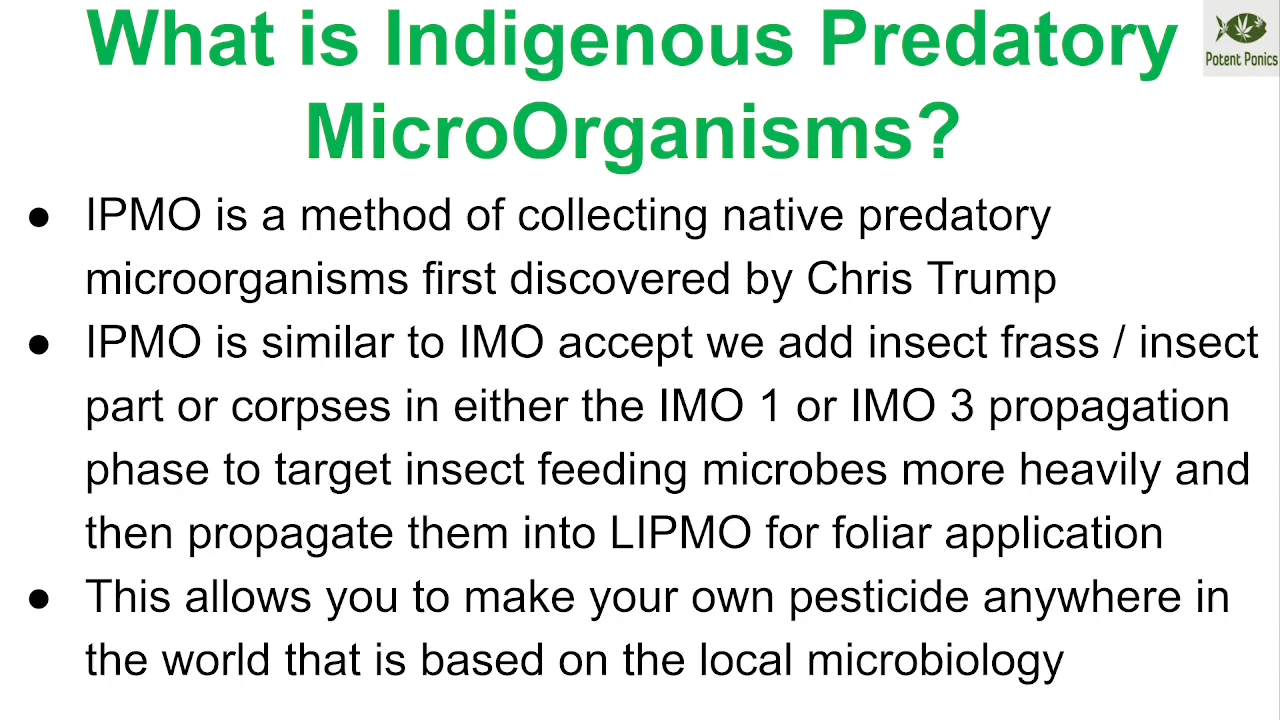 What is Indigenous Predatory
MicroOrganisms?
Potent Ponics
● IPMO is a method of collecting native predatory
microorganisms first discovered by Chris Trump
● IPMO is similar to IMO accept we add insect frass / insect
part or corpses in either the IMO 1 or IMO 3 propagation
phase to target insect feeding microbes more heavily and
then propagate them into LIPMO for foliar application
● This allows you to make your own pesticide anywhere in
the world that is based on the local microbiology